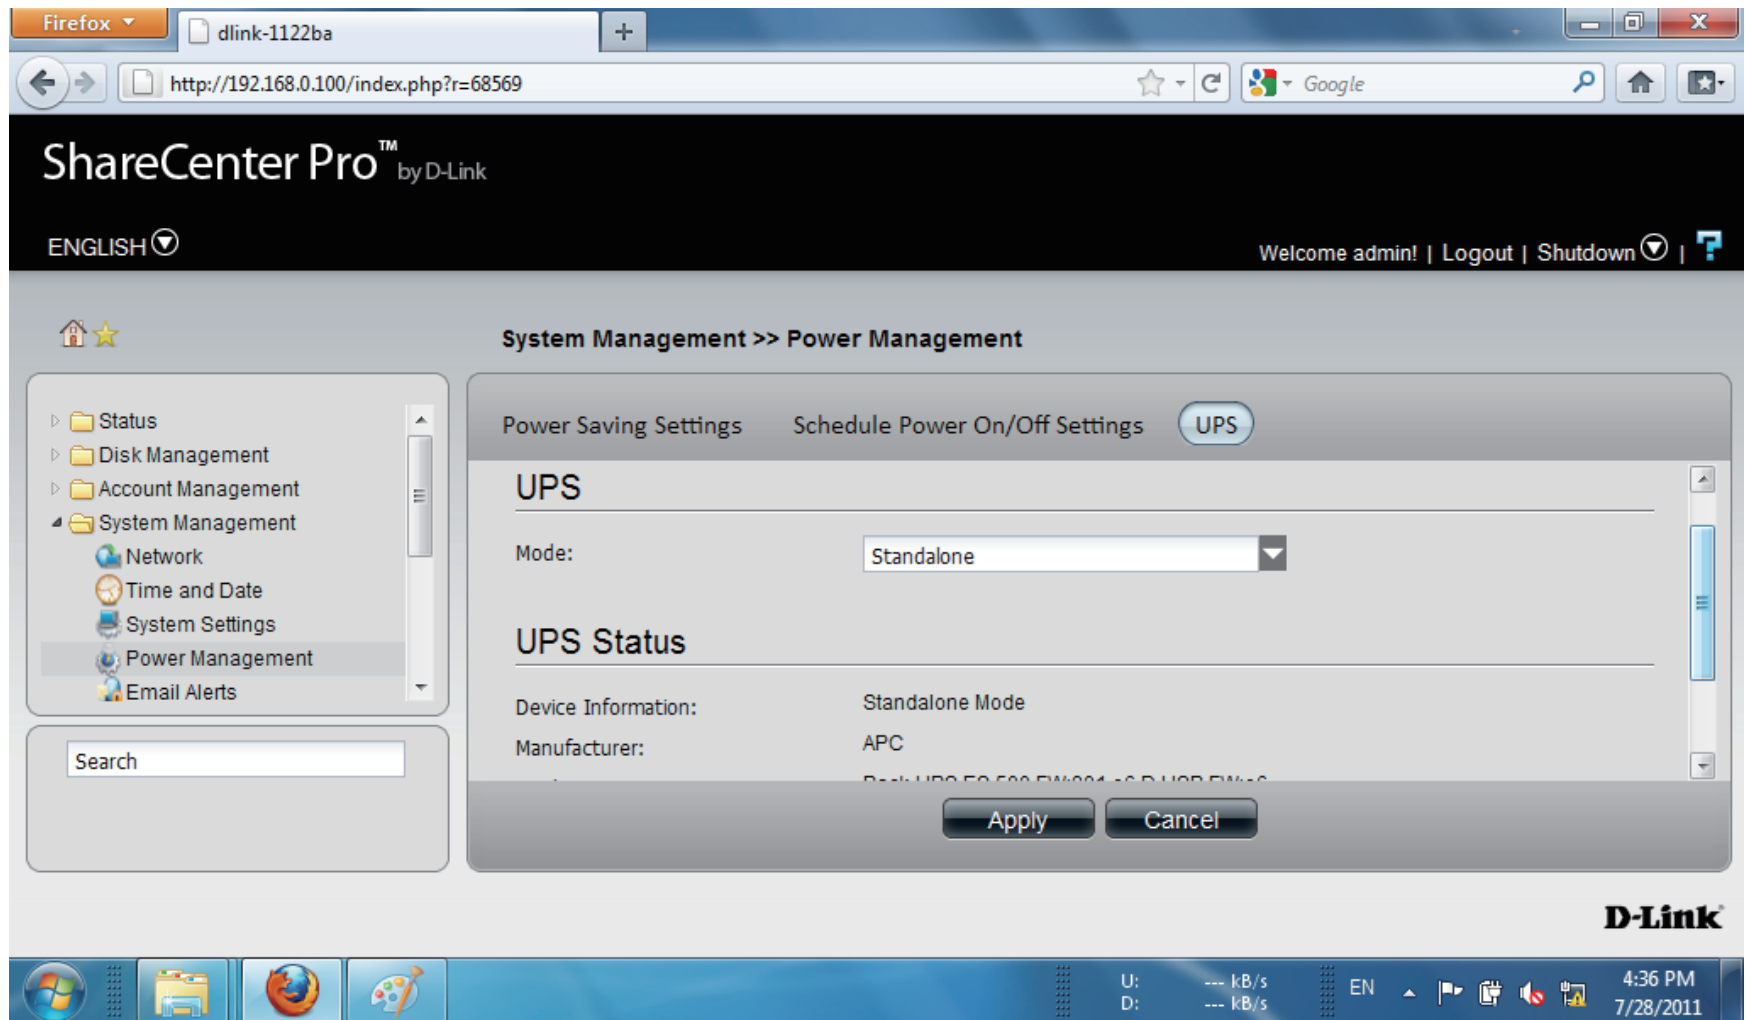 Firefox
dlink-1122ba
http://192.168.0.100/index.php?r=68569
Google
ShareCenter Pro™ by D-Link
ENGLISH
Welcome admin! | Logout | Shutdown | ?
System Management >> Power Management
Status
Disk Management
Account Management
System Management
Network
Time and Date
System Settings
Power Management
Email Alerts
Search
Power Saving Settings Schedule Power On/Off Settings UPS
UPS
Mode: Standalone
UPS Status
Device Information: Standalone Mode
Manufacturer: APC
Apply Cancel
D-Link
U: --- kB/s
D: --- kB/s
EN
4:36 PM
7/28/2011